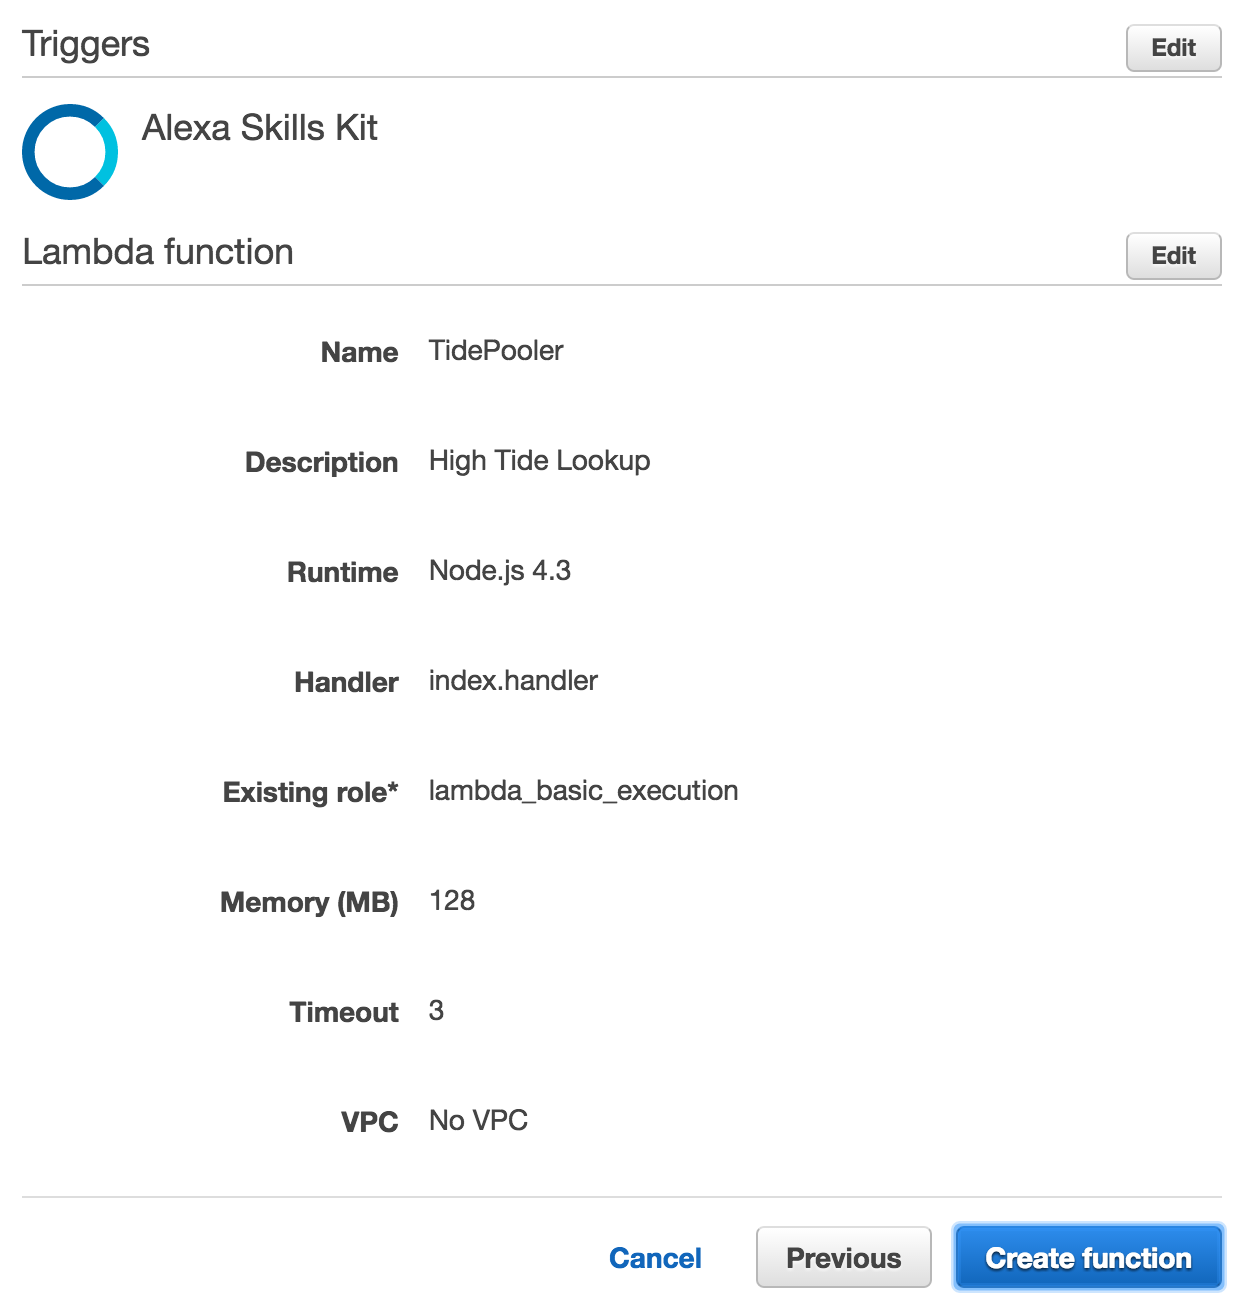 Triggers
Edit
Alexa Skills Kit
Lambda function
Edit
Name TidePooler
Description High Tide Lookup
Runtime Node.js 4.3
Handler index.handler
Existing role* lambda_basic_execution
Memory (MB) 128
Timeout 3
VPC No VPC
Cancel Previous Create function